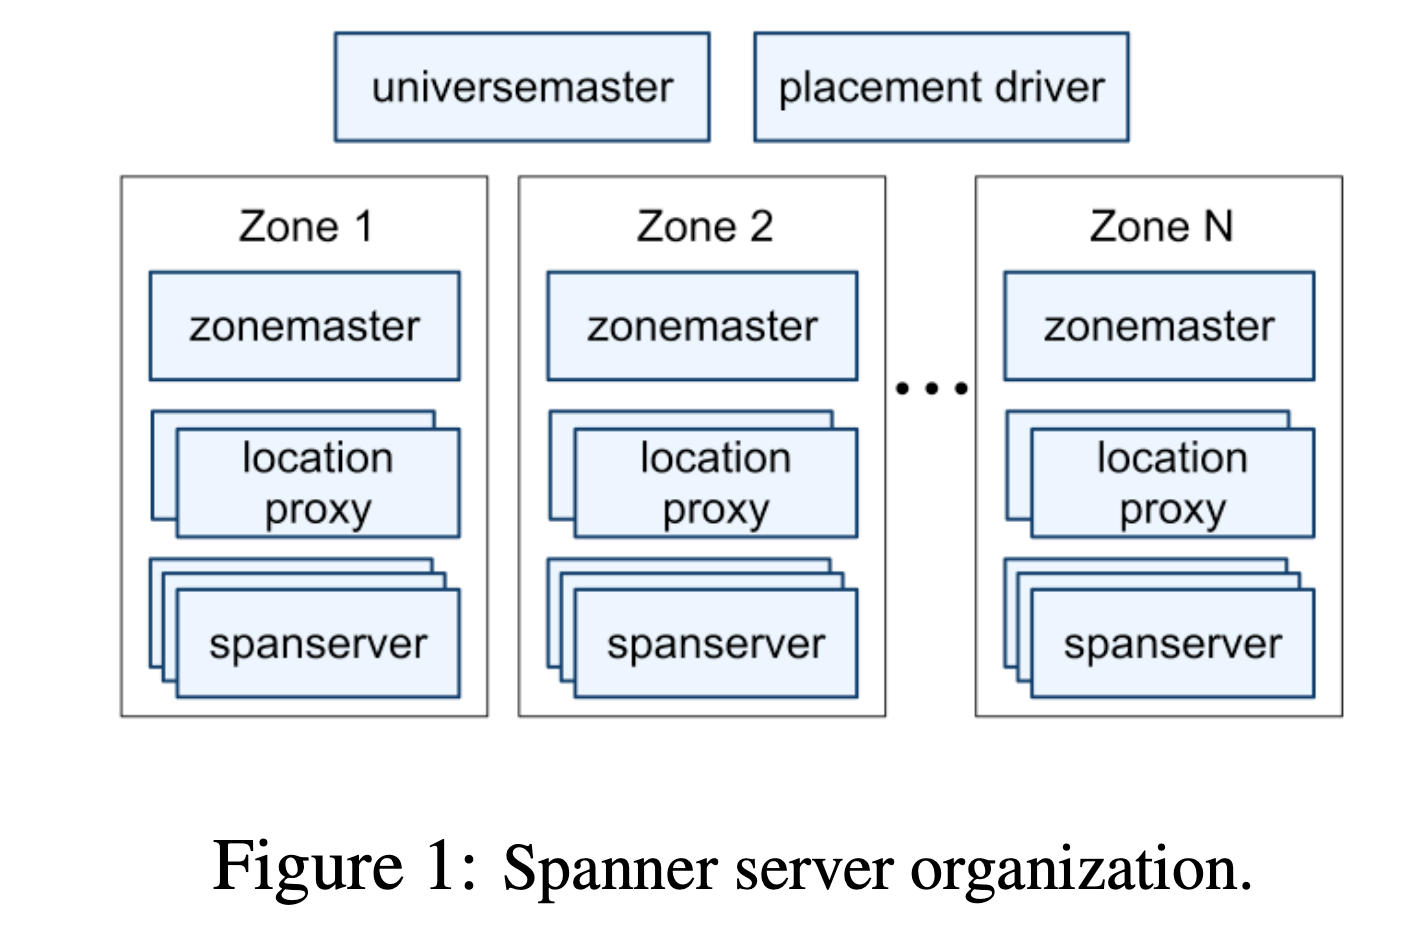 universemaster
placement driver
Zone 1
zonemaster
location
proxy
spanserver
Zone 2
zonemaster
location
proxy
spanserver
...
Zone N
zonemaster
location
proxy
spanserver
Figure 1: Spanner server organization.